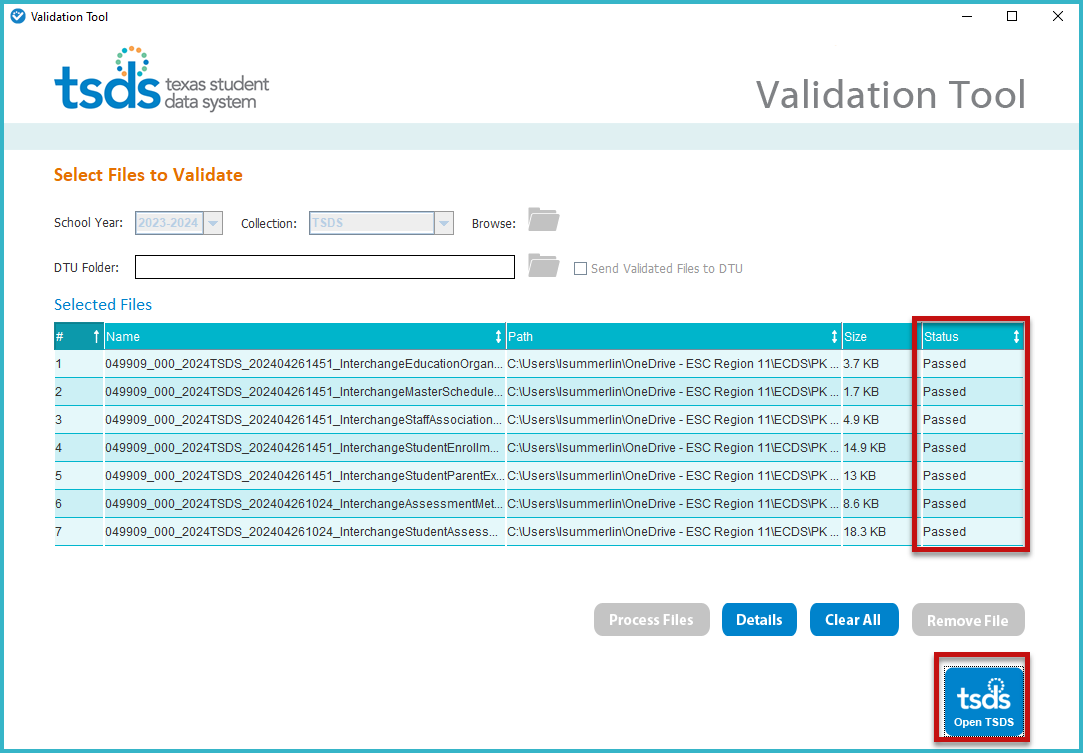 Validation Tool
tsds texas student
data system
Validation Tool
Select Files to Validate
School Year: 2023-2024 Collection: TSDS Browse:
DTU Folder: Send Validated Files to DTU
Selected Files
# Name Path Size Status
1 049909_000_2024TSDS_202404261451_InterchangeEducationOrgan... C:\Users\lsummerlin\OneDrive - ESC Region 11\ECDS\PK ... 3.7 KB Passed
2 049909_000_2024TSDS_202404261451_InterchangeMasterSchedule... C:\Users\lsummerlin\OneDrive - ESC Region 11\ECDS\PK ... 1.7 KB Passed
3 049909_000_2024TSDS_202404261451_InterchangeStaffAssociation... C:\Users\lsummerlin\OneDrive - ESC Region 11\ECDS\PK ... 4.9 KB Passed
4 049909_000_2024TSDS_202404261451_InterchangeStudentEnrollm... C:\Users\lsummerlin\OneDrive - ESC Region 11\ECDS\PK ... 14.9 KB Passed
5 049909_000_2024TSDS_202404261451_InterchangeStudentParentEx... C:\Users\lsummerlin\OneDrive - ESC Region 11\ECDS\PK ... 13 KB Passed
6 049909_000_2024TSDS_202404261024_InterchangeAssessmentMet... C:\Users\lsummerlin\OneDrive - ESC Region 11\ECDS\PK ... 8.6 KB Passed
7 049909_000_2024TSDS_202404261024_InterchangeStudentAssess... C:\Users\lsummerlin\OneDrive - ESC Region 11\ECDS\PK ... 18.3 KB Passed
Process Files Details Clear All Remove File
tsds
Open TSDS